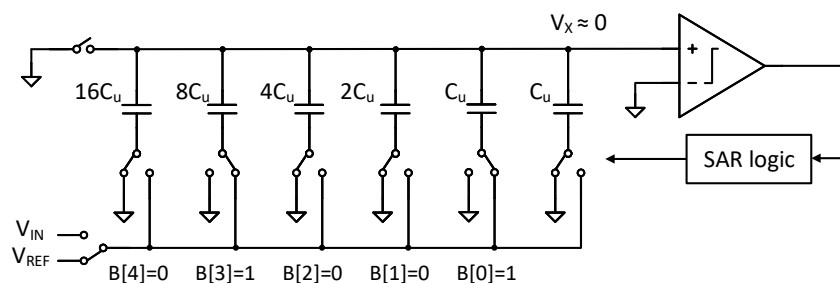 V_X ≈ 0
16C_u 8C_u 4C_u 2C_u C_u C_u
+
−
SAR logic
V_IN
V_REF
B[4]=0 B[3]=1 B[2]=0 B[1]=0 B[0]=1